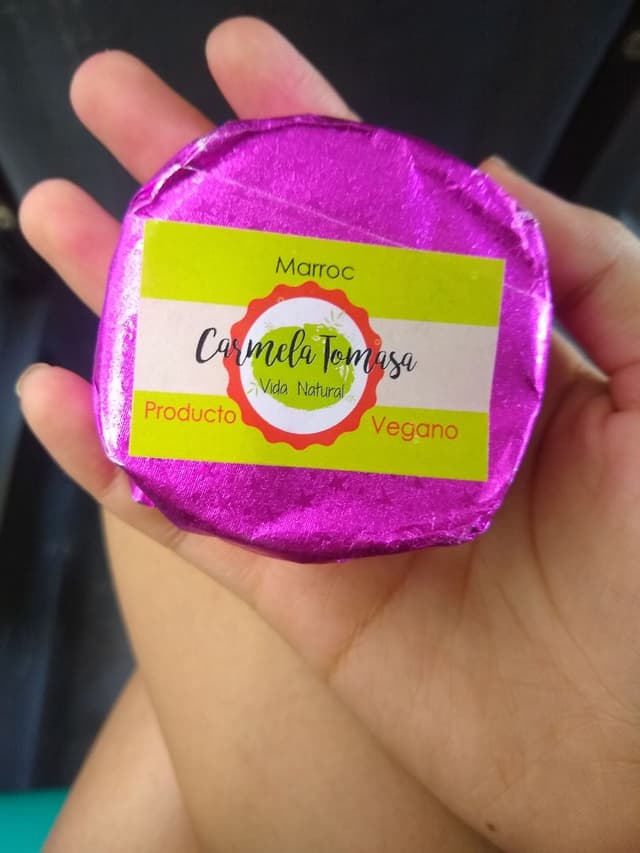 Marroc
Carmela Tomasa
Vida Natural
Producto
Vegano